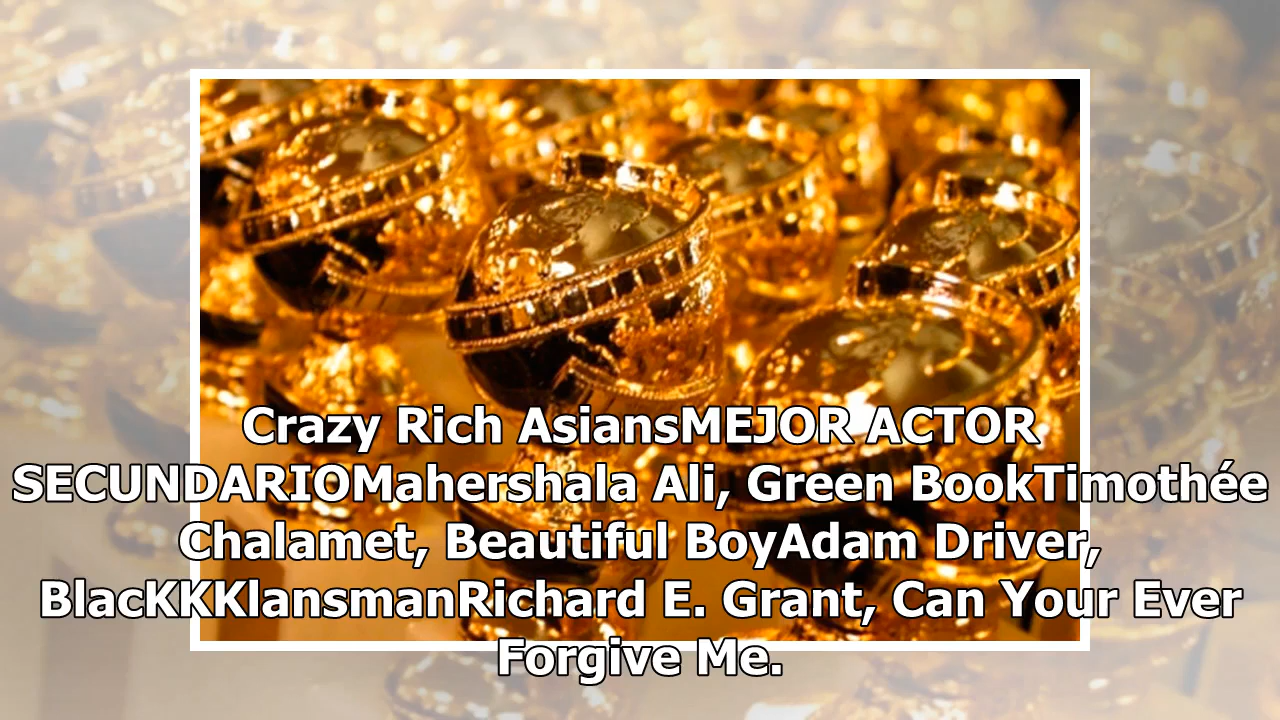 Crazy Rich AsiansMEJOR ACTOR
SECUNDARIOMahershala Ali, Green BookTimothée
Chalamet, Beautiful BoyAdam Driver,
BlacKKKlansmanRichard E. Grant, Can Your Ever
Forgive Me.